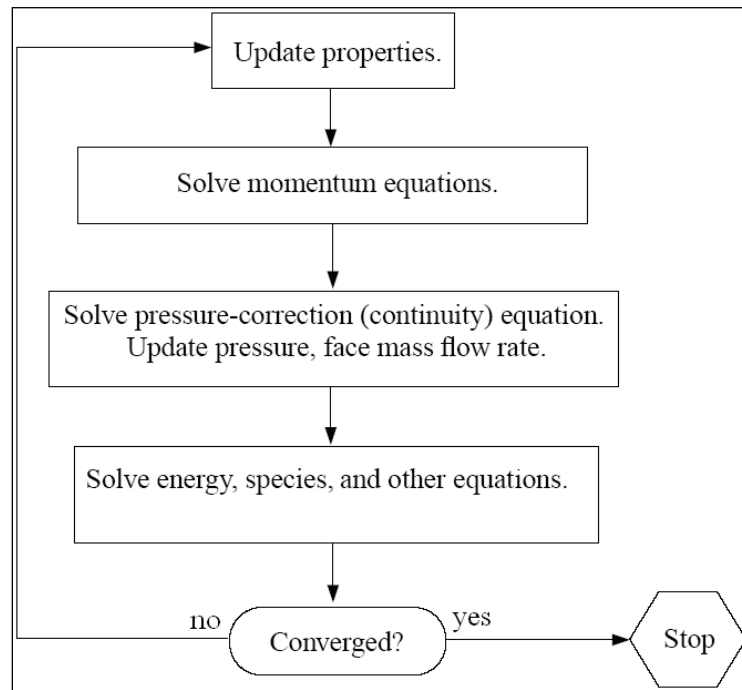 Update properties.
Solve momentum equations.
Solve pressure-correction (continuity) equation.
Update pressure, face mass flow rate.
Solve energy, species, and other equations.
no
Converged?
yes
Stop